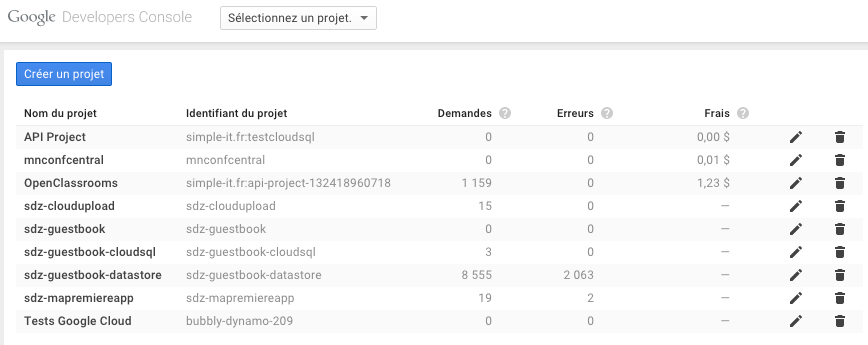 Google Developers Console Sélectionnez un projet.
Créer un projet
Nom du projet Identifiant du projet Demandes ? Erreurs ? Frais ?
API Project simple-it.fr:testcloudsql 0 0 0,00 $
mnconfcentral mnconfcentral 0 0 0,01 $
OpenClassrooms simple-it.fr:api-project-132418960718 1 159 0 1,23 $
sdz-cloudupload sdz-cloudupload 15 0 —
sdz-guestbook sdz-guestbook 0 0 —
sdz-guestbook-cloudsql sdz-guestbook-cloudsql 3 0 —
sdz-guestbook-datastore sdz-guestbook-datastore 8 555 2 063 —
sdz-mapremiereapp sdz-mapremiereapp 19 2 —
Tests Google Cloud bubbly-dynamo-209 0 0 —